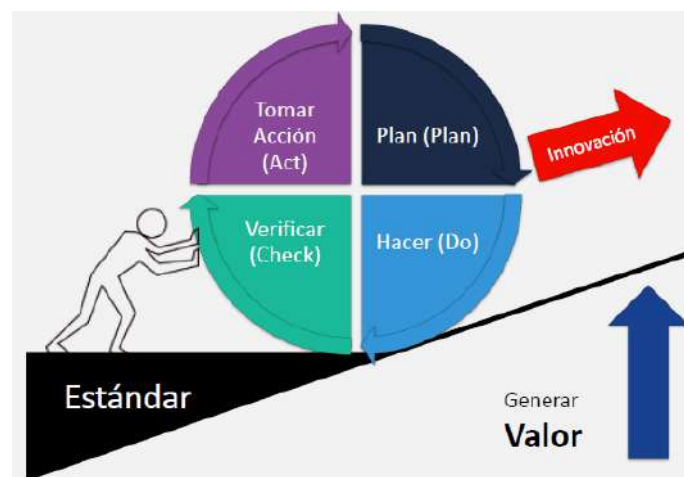 Tomar
Acción
(Act)
Plan (Plan)
Innovación
Verificar
(Check)
Hacer (Do)
Estándar
Generar
Valor